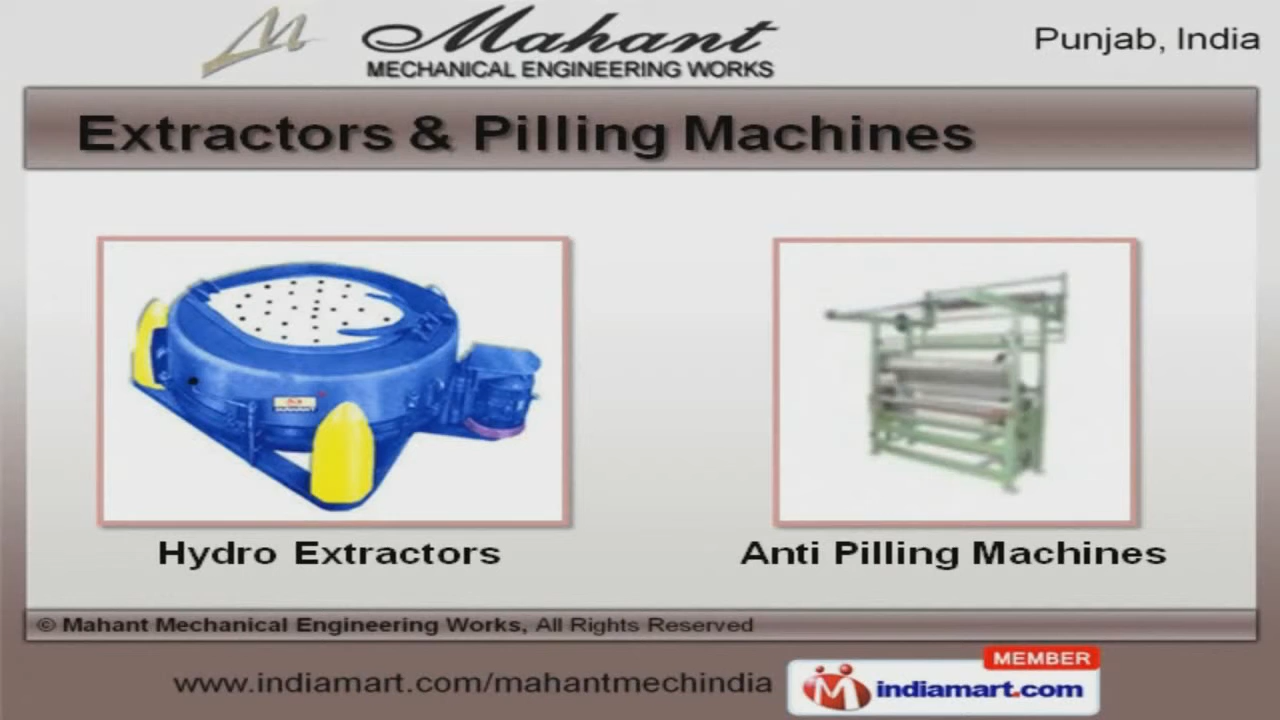 Mahant
MECHANICAL ENGINEERING WORKS
Punjab, India
Extractors & Pilling Machines
Hydro Extractors
Anti Pilling Machines
© Mahant Mechanical Engineering Works, All Rights Reserved
www.indiamart.com/mahantmechindia
MEMBER
indiamart.com